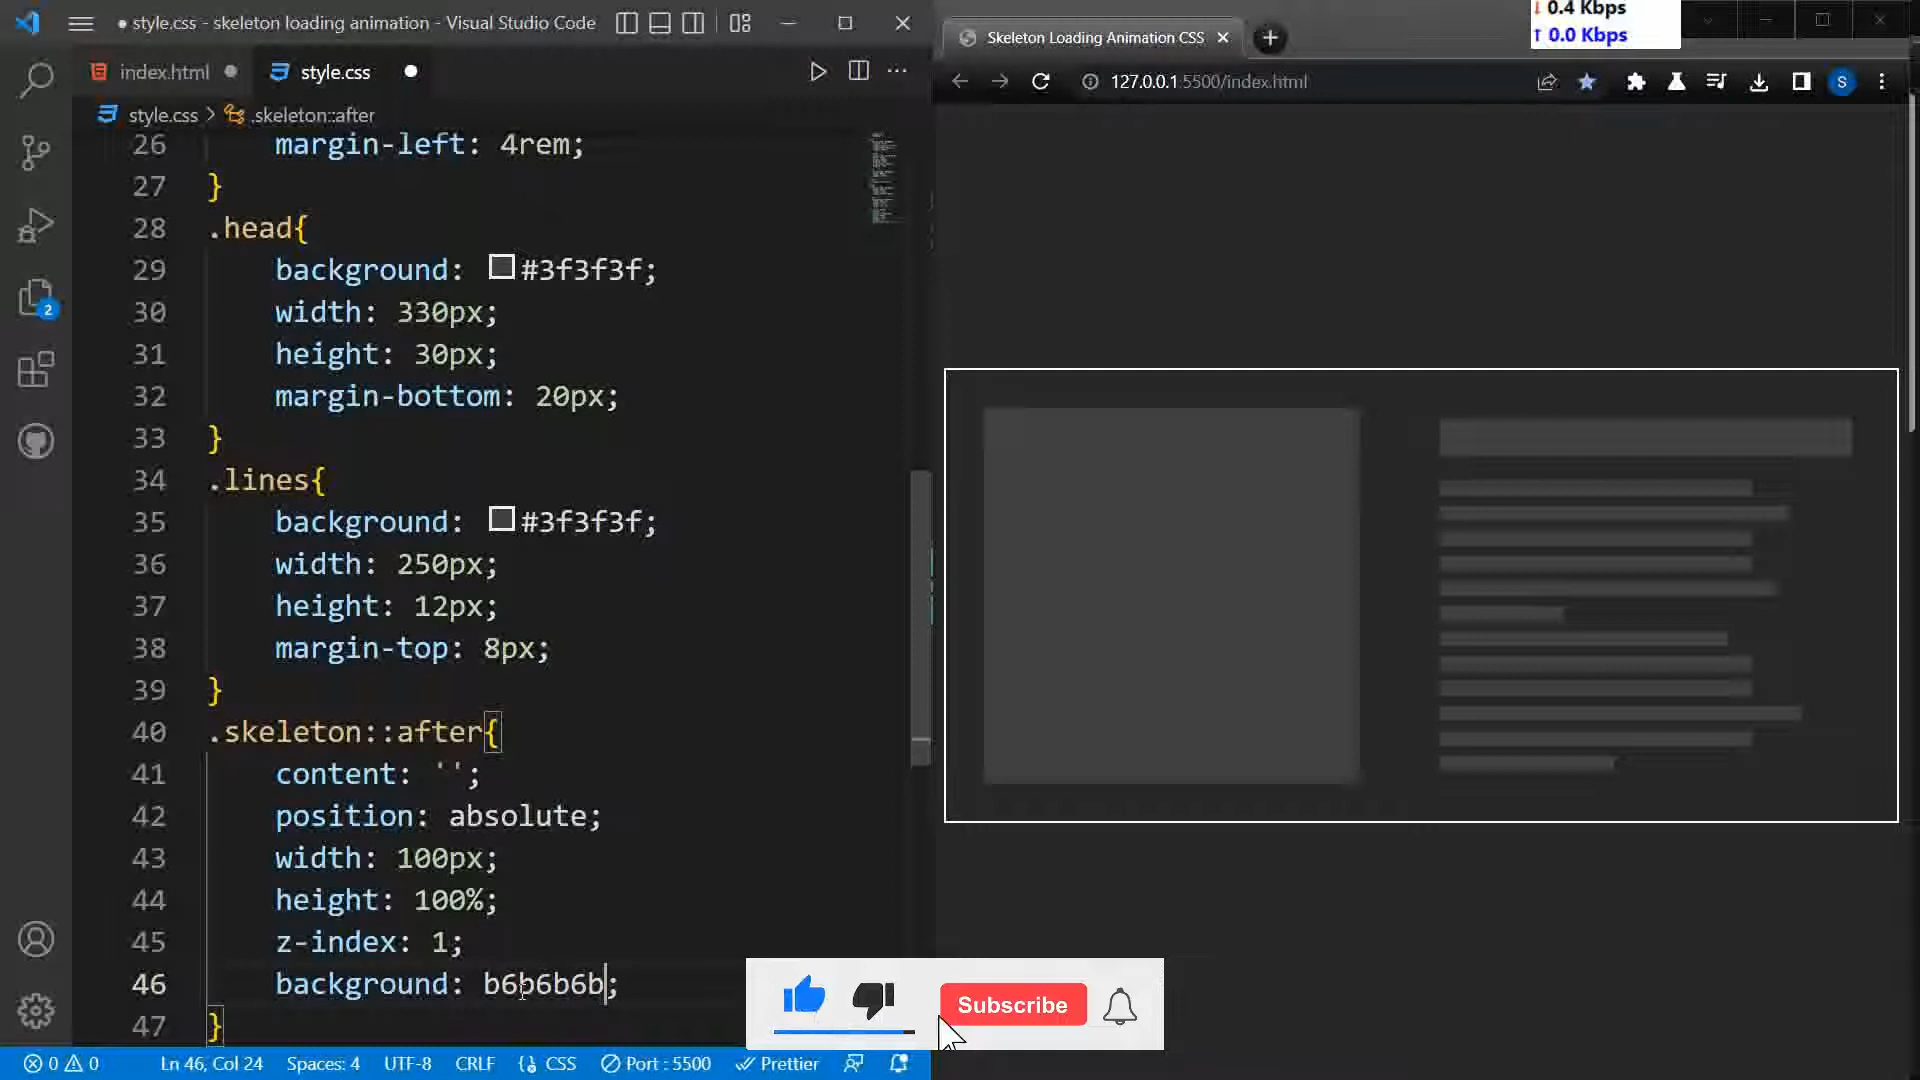 style.css - skeleton loading animation - Visual Studio Code
index.html
style.css
style.css > .skeleton::after
26 margin-left: 4rem;
27 }
28 .head{
29 background: #3f3f3f;
30 width: 330px;
31 height: 30px;
32 margin-bottom: 20px;
33 }
34 .lines{
35 background: #3f3f3f;
36 width: 250px;
37 height: 12px;
38 margin-top: 8px;
39 }
40 .skeleton::after{
41 content: '';
42 position: absolute;
43 width: 100px;
44 height: 100%;
45 z-index: 1;
46 background: b6b6b6b;
47 }
2
0 0
Ln 46, Col 24
Spaces: 4
UTF-8
CRLF
{} CSS
Port : 5500
Prettier
↓ 0.4 Kbps
↑ 0.0 Kbps
Skeleton Loading Animation CSS
127.0.0.1:5500/index.html
S
Subscribe